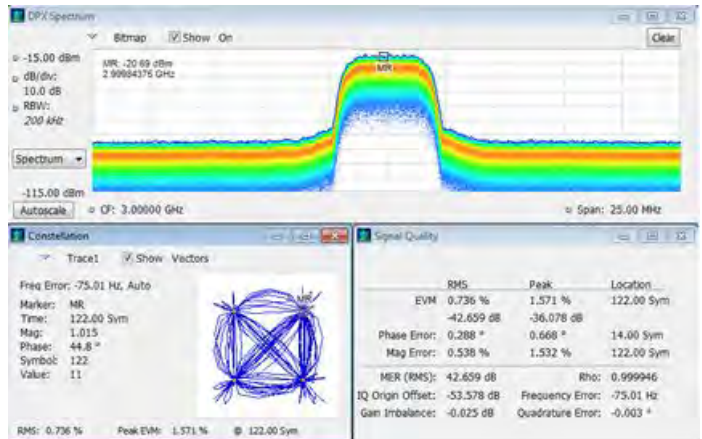 DPX Spectrum
Bitmap Show On Clear
-15.00 dBm
MR: -20.69 dBm
2.99984375 GHz
dB/div:
10.0 dB
RBW:
200 kHz
MR
Spectrum
-115.00 dBm
Autoscale CF: 3.00000 GHz Span: 25.00 MHz
Constellation
Trace1 Show Vectors
Freq Error: -75.01 Hz, Auto
Marker: MR
Time: 122.00 Sym
Mag: 1.015
Phase: 44.8 °
Symbol: 122
Value: 11
MR
RMS: 0.736 % Peak EVM: 1.571 % @ 122.00 Sym
Signal Quality
RMS Peak Location
EVM 0.736 % 1.571 % 122.00 Sym
-42.659 dB -36.078 dB
Phase Error: 0.288 ° 0.668 ° 14.00 Sym
Mag Error: 0.538 % 1.532 % 122.00 Sym
MER (RMS): 42.659 dB Rho: 0.999946
IQ Origin Offset: -53.578 dB Frequency Error: -75.01 Hz
Gain Imbalance: -0.025 dB Quadrature Error: -0.003 °